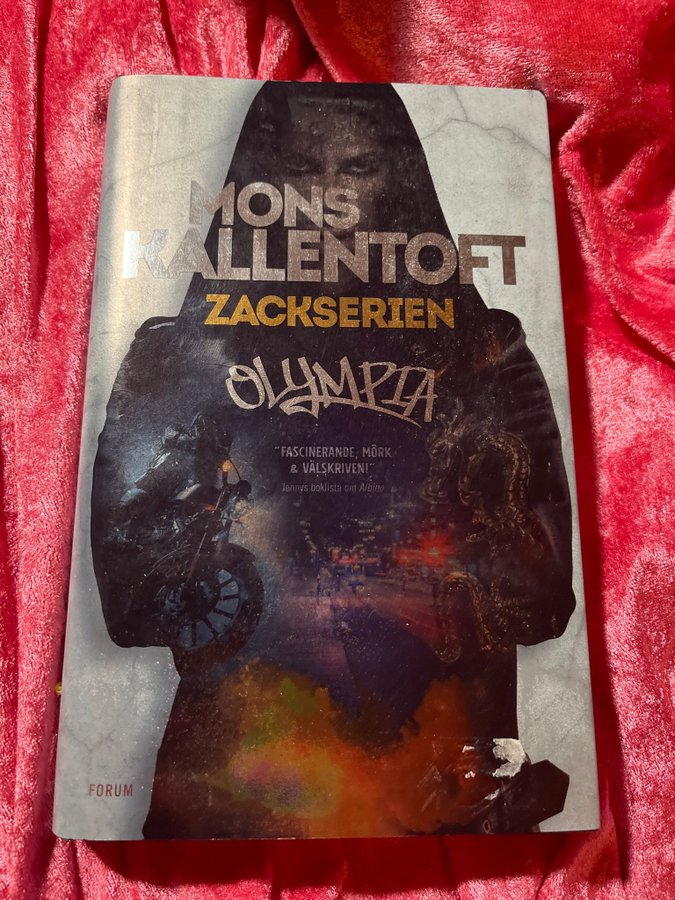 MONS
KALLENTOFT
ZACKSERIEN
OLYMPIA
"FASCINERANDE, MÖRK
& VÄLSKRIVEN!"
Jennys boklista om Albino
FORUM